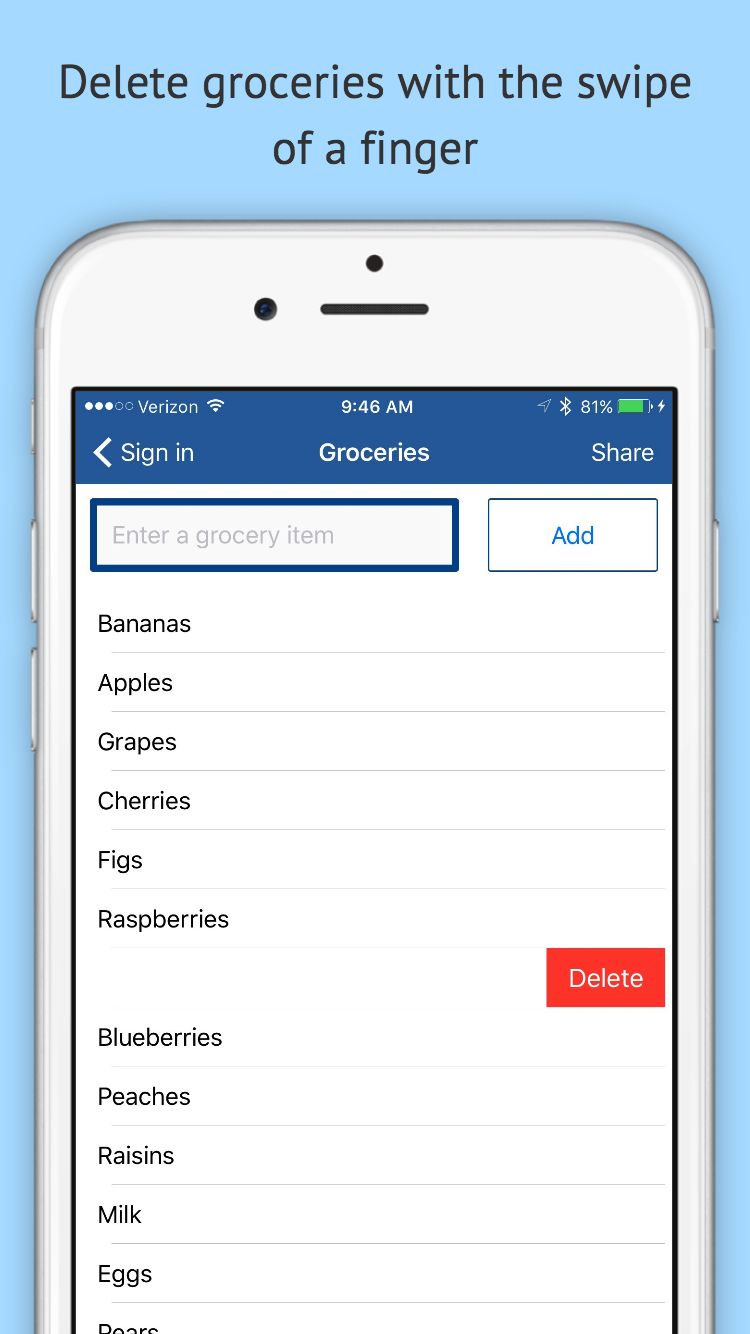 Delete groceries with the swipe
of a finger
Verizon 9:46 AM 81%
Sign in Groceries Share
Enter a grocery item Add
Bananas
Apples
Grapes
Cherries
Figs
Raspberries
Delete
Blueberries
Peaches
Raisins
Milk
Eggs
Pears